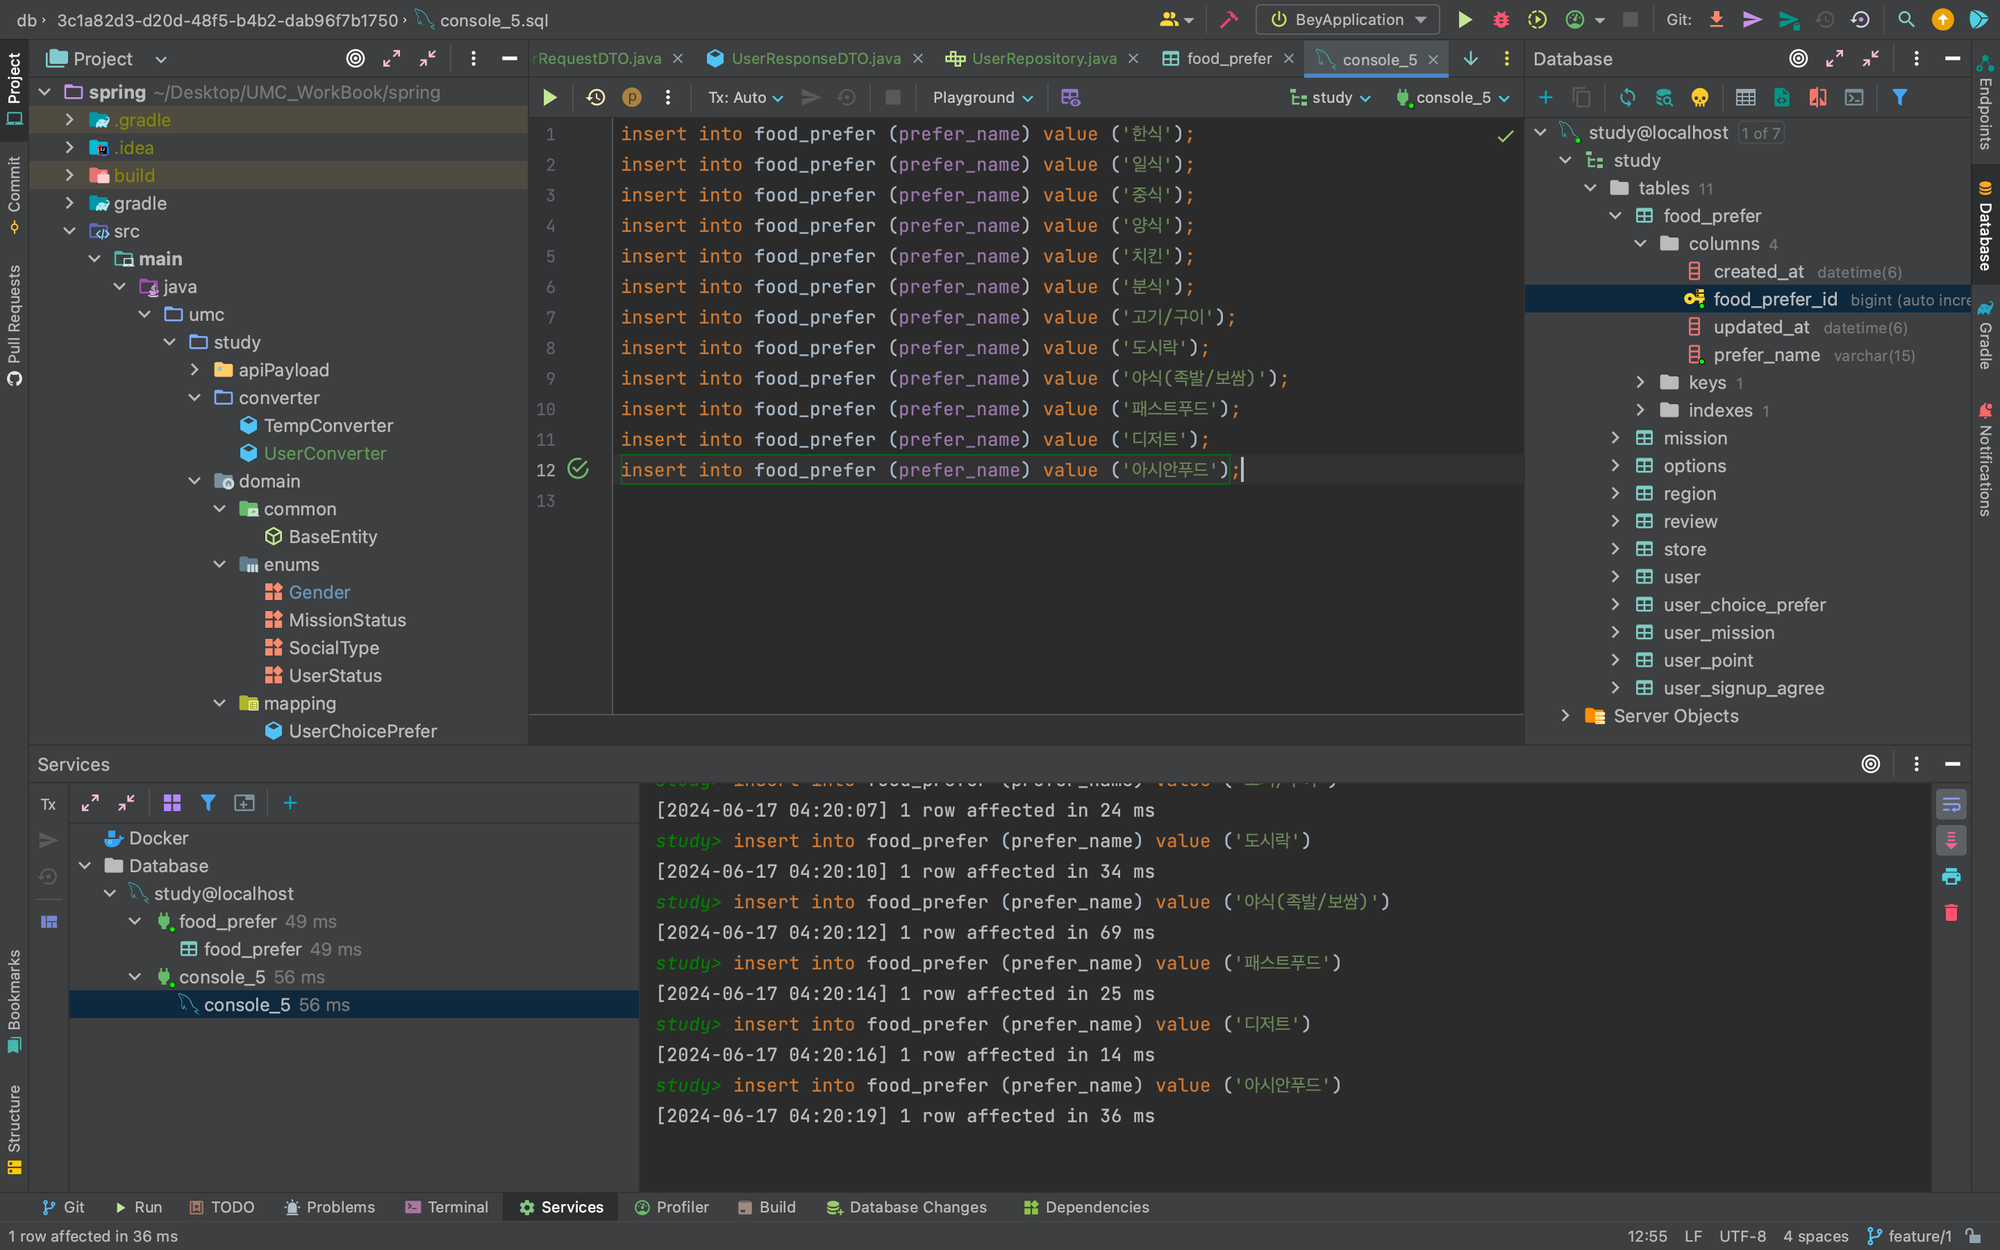 db › 3c1a82d3-d20d-48f5-b4b2-dab96f7b1750 › console_5.sql
BeyApplication
Git:
Project
RequestDTO.java
UserResponseDTO.java
UserRepository.java
food_prefer
console_5
Database
Tx: Auto
Playground
study
console_5
spring ~/Desktop/UMC_WorkBook/spring
.gradle
.idea
build
gradle
src
main
java
umc
study
apiPayload
converter
TempConverter
UserConverter
domain
common
BaseEntity
enums
Gender
MissionStatus
SocialType
UserStatus
mapping
UserChoicePrefer
1 insert into food_prefer (prefer_name) value ('한식');
2 insert into food_prefer (prefer_name) value ('일식');
3 insert into food_prefer (prefer_name) value ('중식');
4 insert into food_prefer (prefer_name) value ('양식');
5 insert into food_prefer (prefer_name) value ('치킨');
6 insert into food_prefer (prefer_name) value ('분식');
7 insert into food_prefer (prefer_name) value ('고기/구이');
8 insert into food_prefer (prefer_name) value ('도시락');
9 insert into food_prefer (prefer_name) value ('야식(족발/보쌈)');
10 insert into food_prefer (prefer_name) value ('패스트푸드');
11 insert into food_prefer (prefer_name) value ('디저트');
12 insert into food_prefer (prefer_name) value ('아시안푸드');
13
study@localhost 1 of 7
study
tables 11
food_prefer
columns 4
created_at datetime(6)
food_prefer_id bigint (auto incre
updated_at datetime(6)
prefer_name varchar(15)
keys 1
indexes 1
mission
options
region
review
store
user
user_choice_prefer
user_mission
user_point
user_signup_agree
Server Objects
Project
Commit
Pull Requests
Bookmarks
Structure
Endpoints
Database
Gradle
Notifications
Services
Tx
Docker
Database
study@localhost
food_prefer 49 ms
food_prefer 49 ms
console_5 56 ms
console_5 56 ms
study> insert into food_prefer (prefer_name) value ('고기/구이')
[2024-06-17 04:20:07] 1 row affected in 24 ms
study> insert into food_prefer (prefer_name) value ('도시락')
[2024-06-17 04:20:10] 1 row affected in 34 ms
study> insert into food_prefer (prefer_name) value ('야식(족발/보쌈)')
[2024-06-17 04:20:12] 1 row affected in 69 ms
study> insert into food_prefer (prefer_name) value ('패스트푸드')
[2024-06-17 04:20:14] 1 row affected in 25 ms
study> insert into food_prefer (prefer_name) value ('디저트')
[2024-06-17 04:20:16] 1 row affected in 14 ms
study> insert into food_prefer (prefer_name) value ('아시안푸드')
[2024-06-17 04:20:19] 1 row affected in 36 ms
Git
Run
TODO
Problems
Terminal
Services
Profiler
Build
Database Changes
Dependencies
1 row affected in 36 ms
12:55 LF UTF-8 4 spaces feature/1